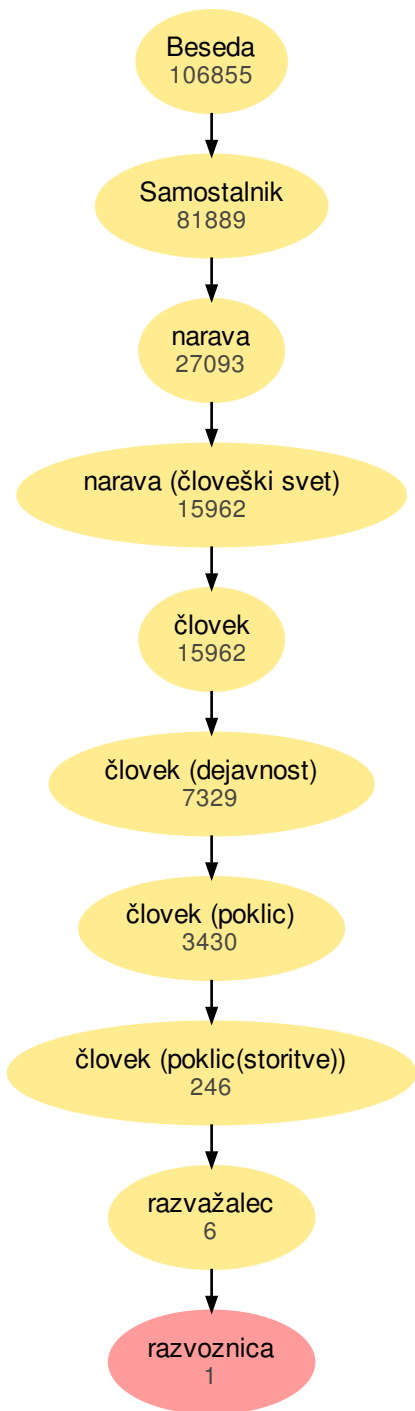 Beseda
106855
Samostalnik
81889
narava
27093
narava (človeški svet)
15962
človek
15962
človek (dejavnost)
7329
človek (poklic)
3430
človek (poklic(storitve))
246
razvažalec
6
razvoznica
1